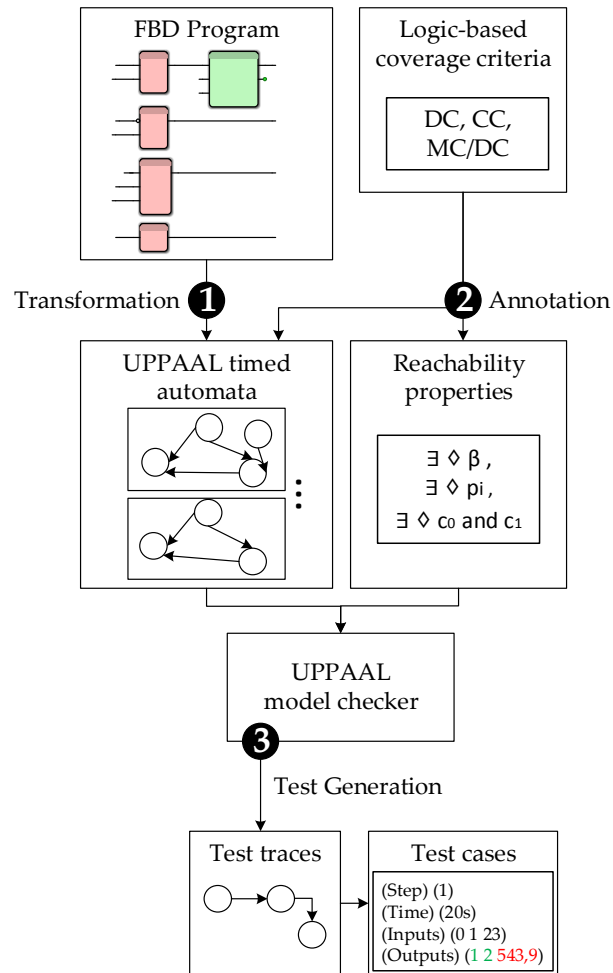 FBD Program
Logic-based
coverage criteria
DC, CC,
MC/DC
Transformation
1
2
Annotation
UPPAAL timed
automata
Reachability
properties
∃ ◊ β ,
∃ ◊ pi ,
∃ ◊ c₀ and c₁
UPPAAL
model checker
3
Test Generation
Test traces
Test cases
(Step) (1)
(Time) (20s)
(Inputs) (0 1 23)
(Outputs) (1 2 543,9)